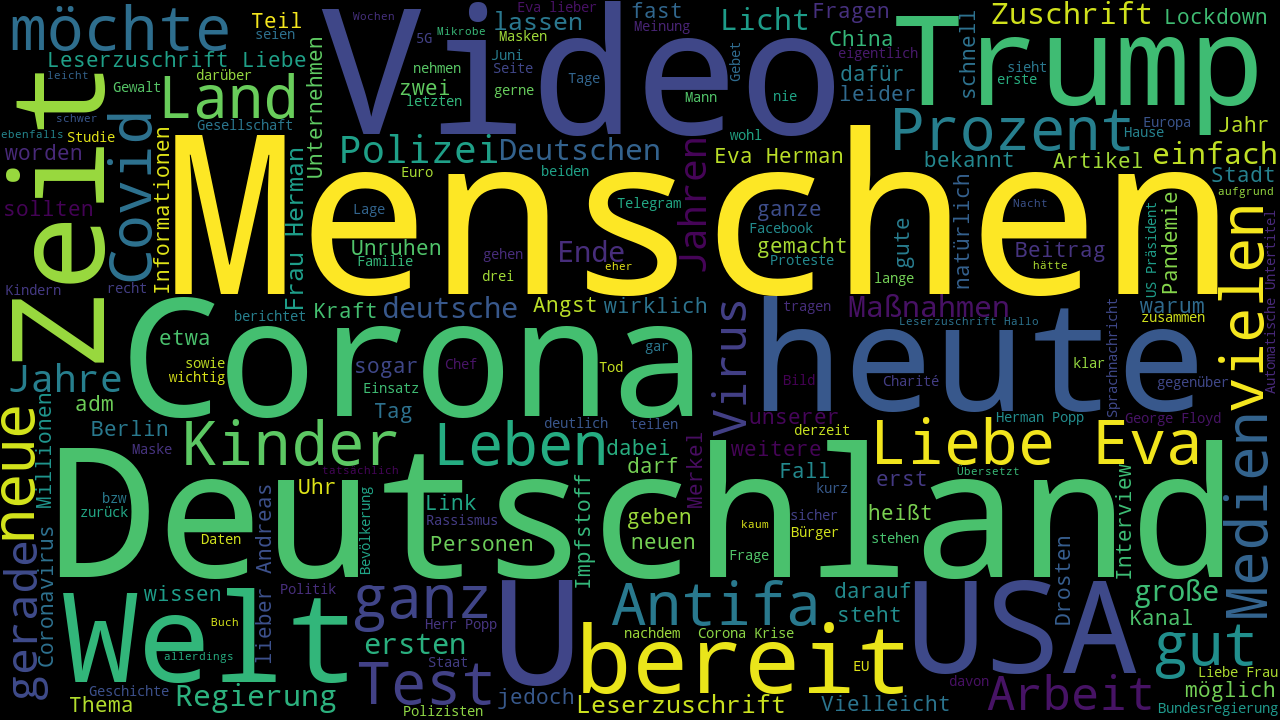 möchte
Teil
seien
Wochen
Video
5G
Mikrobe
Eva lieber
lassen
Masken
fast
Meinung
Licht
Fragen
China
eigentlich
Trump
schnell
Zuschrift
Lockdown
sieht
erste
Leserzuschrift Liebe
darüber
leicht
Gewalt
Land
Unternehmen
nehmen
zwei
letzten
Juni
Seite
gerne
Tage
Gebet
Mann
nie
dafür
leider
Zeit
schwer
ebenfalls
Studie
Covid
Gesellschaft
Polizei
Deutschen
wohl
Prozent
Hause
Europa
Jahr
worden
Informationen
Euro
beiden
Eva Herman
bekannt
Artikel
einfach
Stadt
aufgrund
Menschen
sollten
Frau Herman
Lage
Telegram
Jahren
ganze
Facebook
gute
natürlich
Nacht
US Präsident
Pandemie
Automatische Untertitel
Unruhen
Familie
gehen
drei
Ende
eher
gemacht
Proteste
lange
Beitrag
hätte
vielen
Kindern
recht
berichtet
Kraft
deutsche
Angst
wirklich
tragen
Maßnahmen
Leserzuschrift Hallo
warum
zusammen
Corona
etwa
sowie
wichtig
sogar
Einsatz
Chef
gar
Tod
Virus
heute
Bild
Charité
klar
Sprachnachricht
gegenüber
Jahre
adm
Tag
deutlich
teilen
unserer
derzeit
Herman Popp
George Floyd
neue
Millionen
Berlin
Maske
Kinder
tatsächlich
Leben
dabei
darf
Merkel
weitere
Fall
kurz
Liebe Eva
erst
Übersetzt
Medien
Deutschland
bzw
zurück
Uhr
Daten
Andreas
Bevölkerung
Link
Rassismus
Personen
Impfstoff
geben
neuen
kaum
Frage
sicher
Bürger
heißt
stehen
Interview
gerade
Coronavirus
wissen
lieber
Politik
ganz
Herr Popp
U
Antifa
darauf
steht
Drosten
USA
große
Kanal
gut
Welt
Buch
allerdings
ersten
Staat
nachdem
Corona Krise
bereit
EU
davon
Liebe Frau
möglich
Geschichte
Thema
Regierung
Test
Polizisten
jedoch
Leserzuschrift
Vielleicht
Arbeit
Bundesregierung